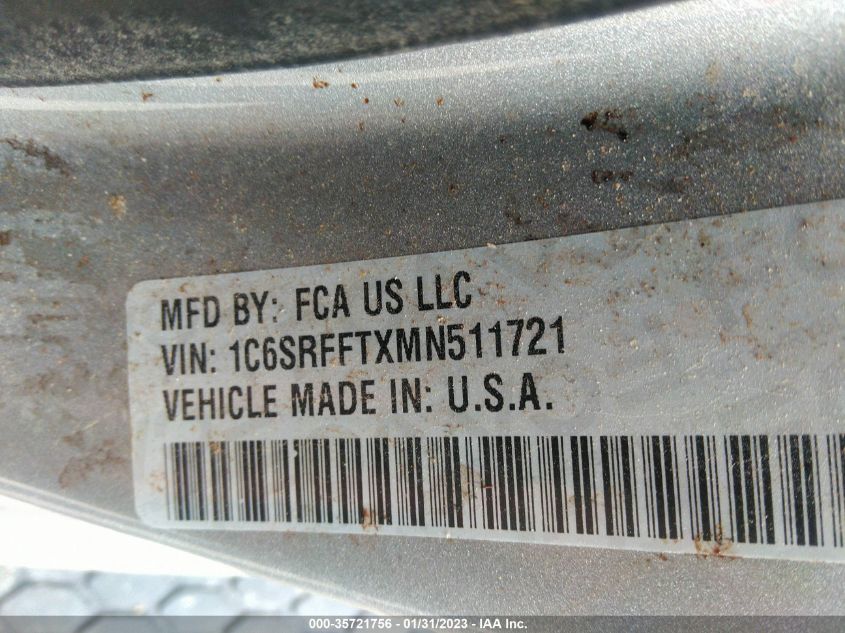 MFD BY: FCA US LLC
VIN: 1C6SRFFTXMN511721
VEHICLE MADE IN: U.S.A.
000-35721756 - 01/31/2023 - IAA Inc.